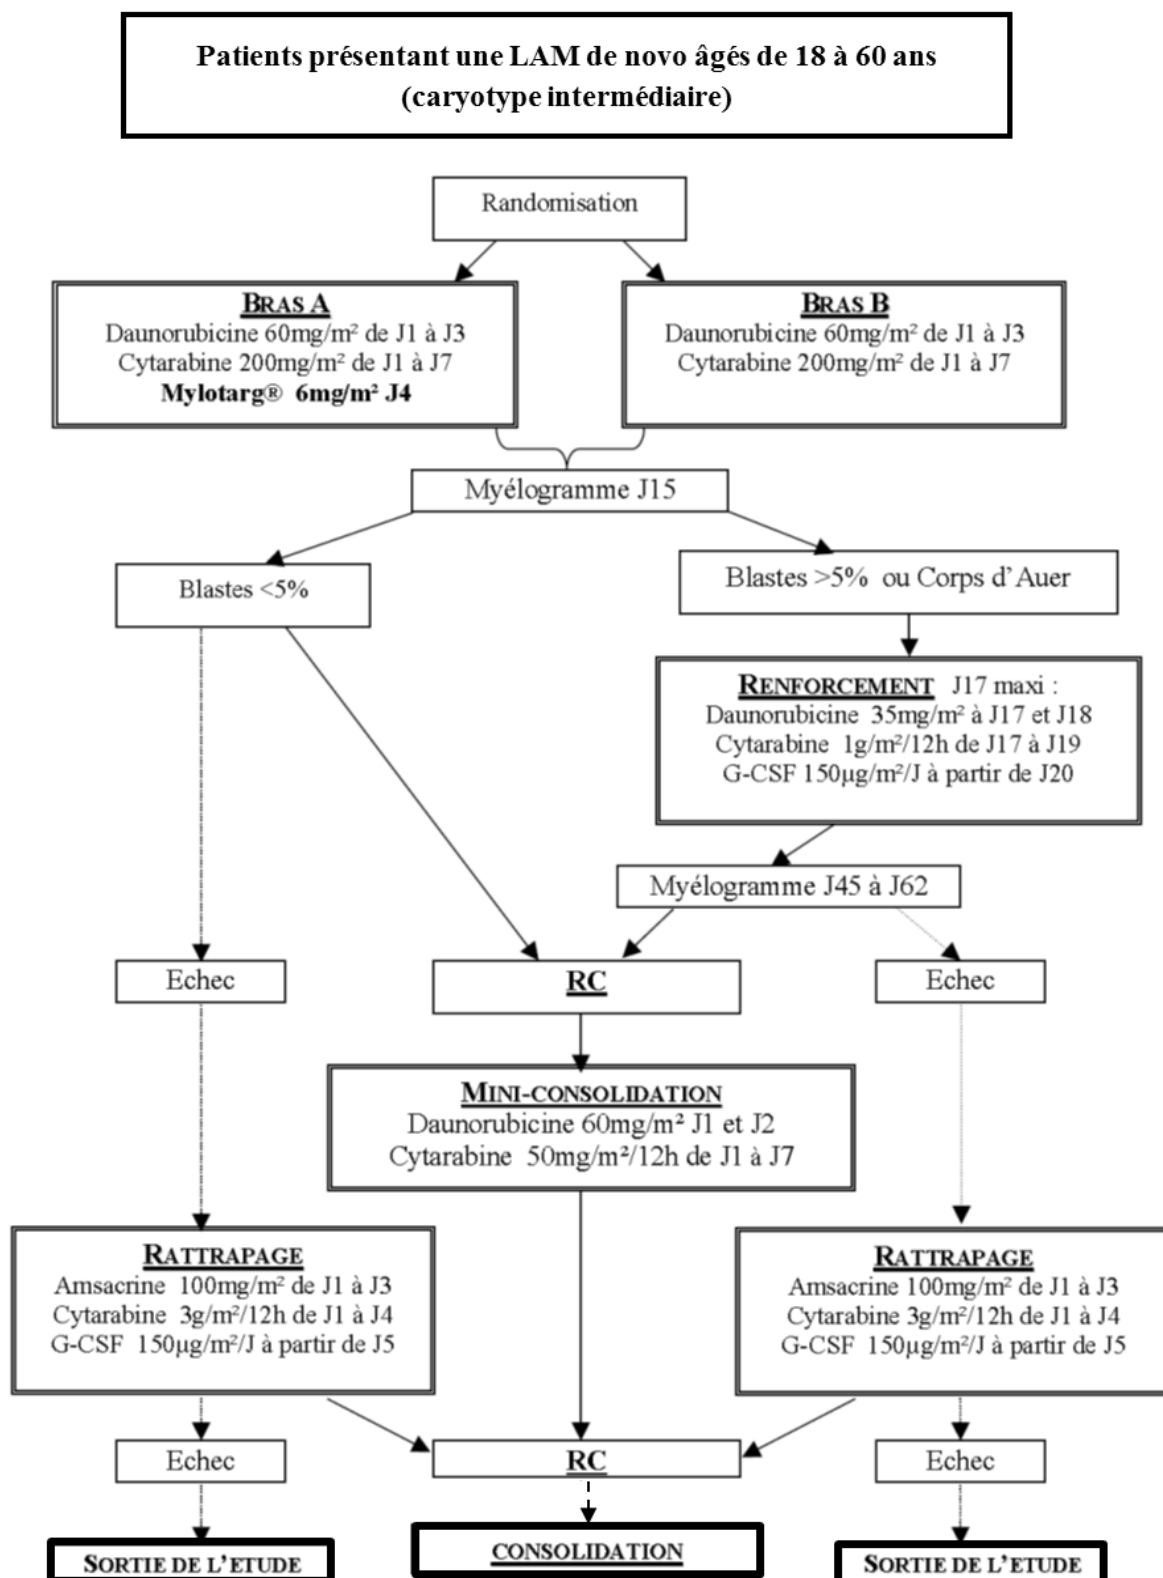 Patients présentant une LAM de novo âgés de 18 à 60 ans
(caryotype intermédiaire)
Randomisation
BRAS A
Daunorubicine 60mg/m² de J1 à J3
Cytarabine 200mg/m² de J1 à J7
Mylotarg® 6mg/m² J4
BRAS B
Daunorubicine 60mg/m² de J1 à J3
Cytarabine 200mg/m² de J1 à J7
Myélogramme J15
Blastes <5%
Blastes >5% ou Corps d'Auer
RENFORCEMENT J17 maxi :
Daunorubicine 35mg/m² à J17 et J18
Cytarabine 1g/m²/12h de J17 à J19
G-CSF 150µg/m²/J à partir de J20
Myélogramme J45 à J62
Echec
RC
Echec
MINI-CONSOLIDATION
Daunorubicine 60mg/m² J1 et J2
Cytarabine 50mg/m²/12h de J1 à J7
RATTRAPAGE
Amsacrine 100mg/m² de J1 à J3
Cytarabine 3g/m²/12h de J1 à J4
G-CSF 150µg/m²/J à partir de J5
RATTRAPAGE
Amsacrine 100mg/m² de J1 à J3
Cytarabine 3g/m²/12h de J1 à J4
G-CSF 150µg/m²/J à partir de J5
Echec
RC
Echec
SORTIE DE L'ETUDE
CONSOLIDATION
SORTIE DE L'ETUDE